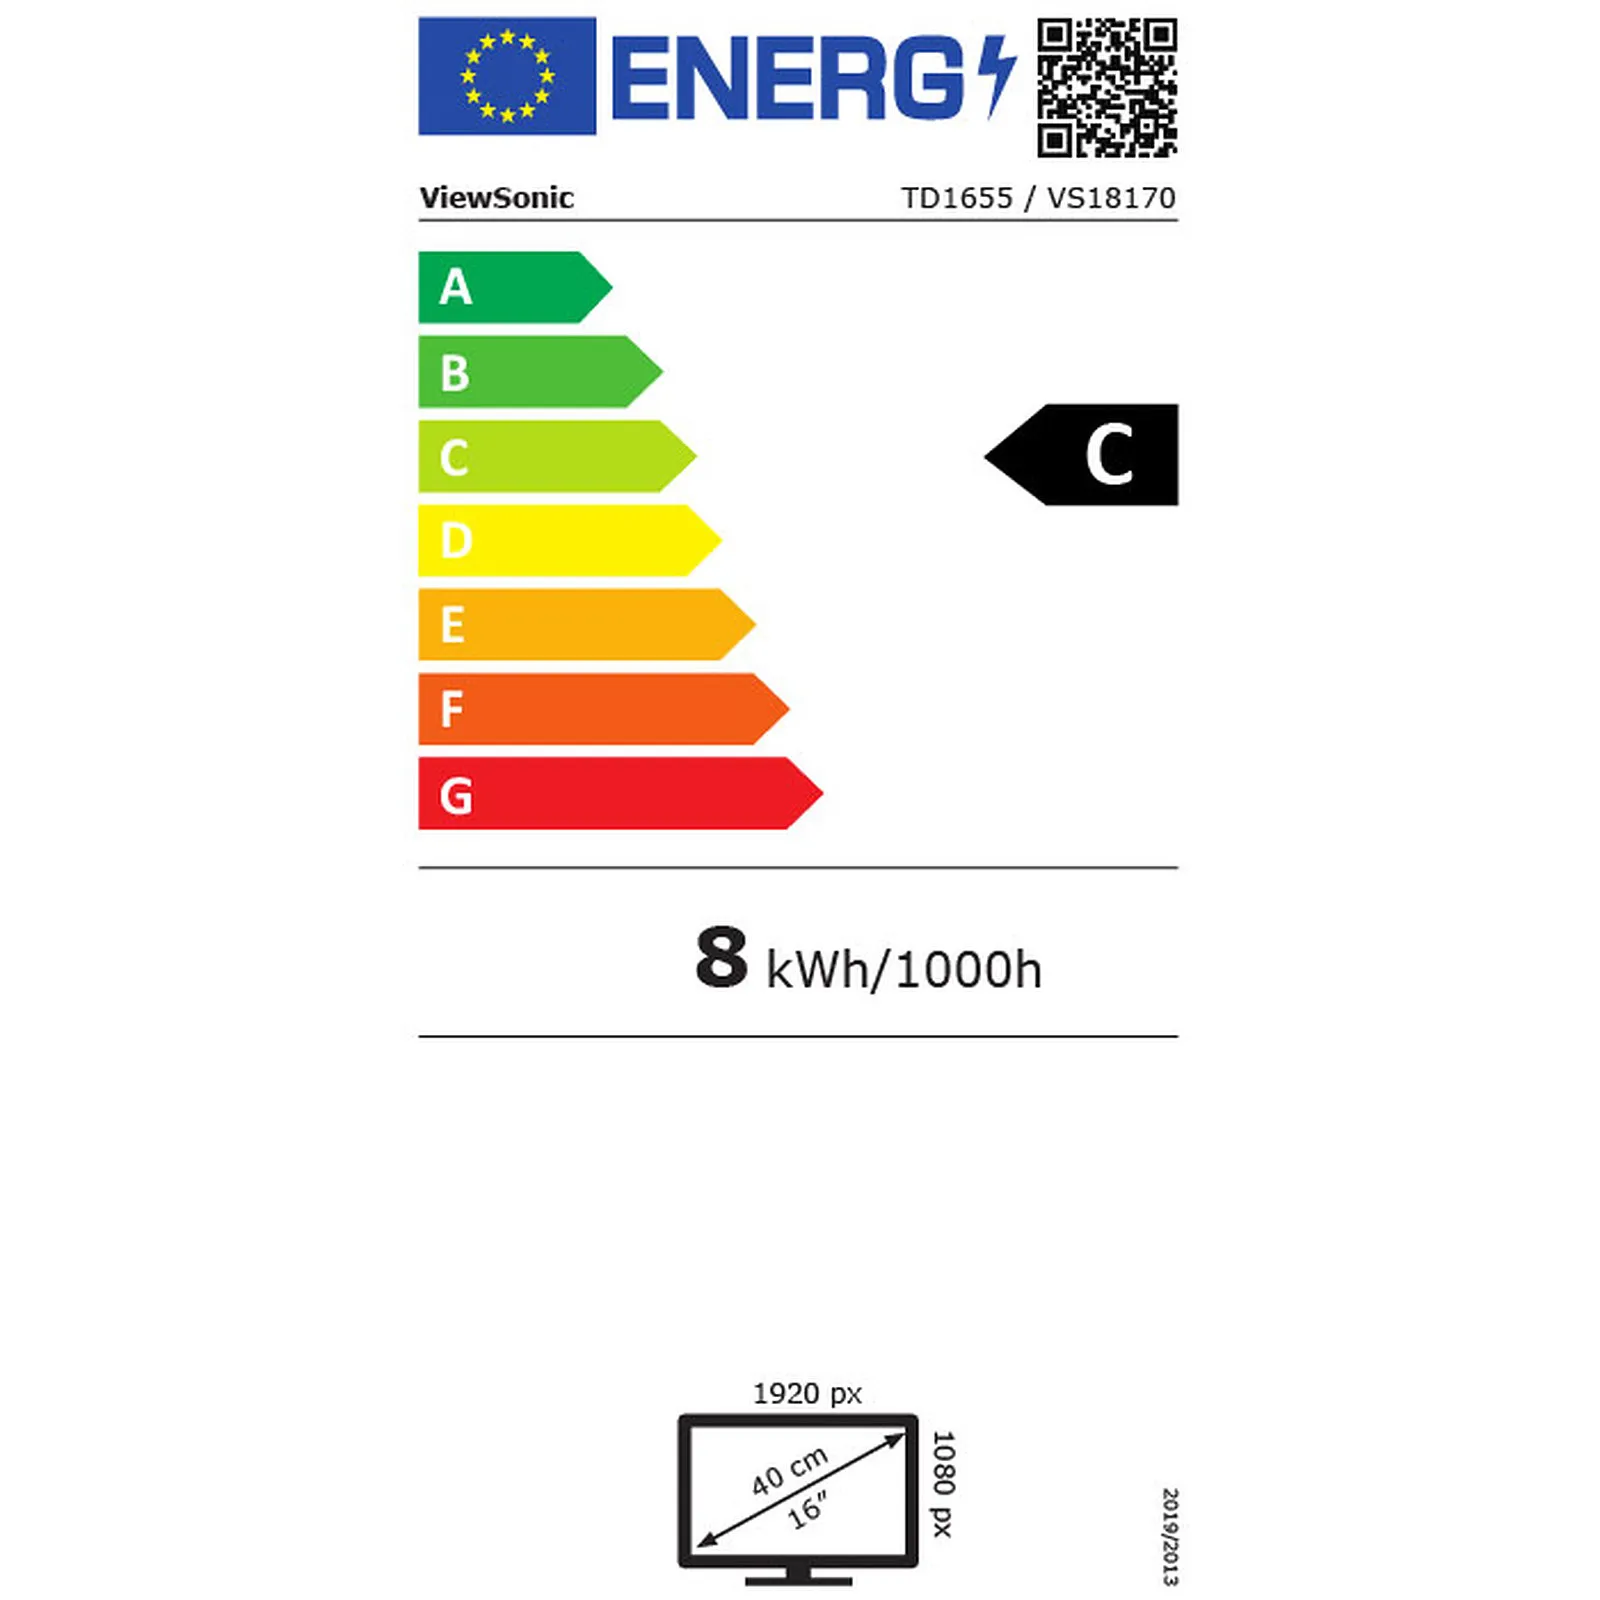 ENERG
ViewSonic TD1655 / VS18170
A
B
C
C
D
E
F
G
8 kWh/1000h
1920 px
1080 px
40 cm
16"
2019/2013